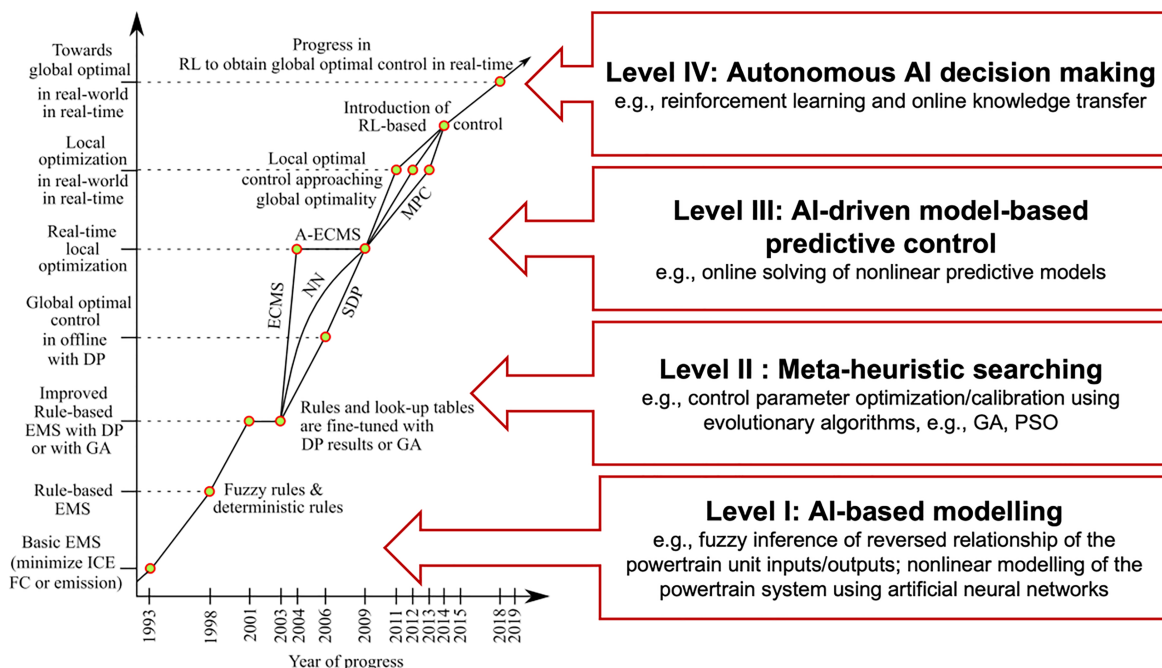 Towards
global optimal
in real-world
in real-time
Local
optimization
in real-world
in real-time
Real-time
local
optimization
Global optimal
control
in offline
with DP
Improved
Rule-based
EMS with DP
or with GA
Rule-based
EMS
Basic EMS
(minimize ICE
FC or emission)
Progress in
RL to obtain global optimal control in real-time
Introduction of
RL-based control
Local optimal
control approaching
global optimality
MPC
A-ECMS
ECMS
NN
SDP
Rules and look-up tables
are fine-tuned with
DP results or GA
Fuzzy rules &
deterministic rules
1993
1998
2001
2003
2004
2006
2009
2011
2012
2013
2014
2015
2018
2019
Year of progress
Level IV: Autonomous AI decision making
e.g., reinforcement learning and online knowledge transfer
Level III: AI-driven model-based
predictive control
e.g., online solving of nonlinear predictive models
Level II : Meta-heuristic searching
e.g., control parameter optimization/calibration using
evolutionary algorithms, e.g., GA, PSO
Level I: AI-based modelling
e.g., fuzzy inference of reversed relationship of the
powertrain unit inputs/outputs; nonlinear modelling of the
powertrain system using artificial neural networks